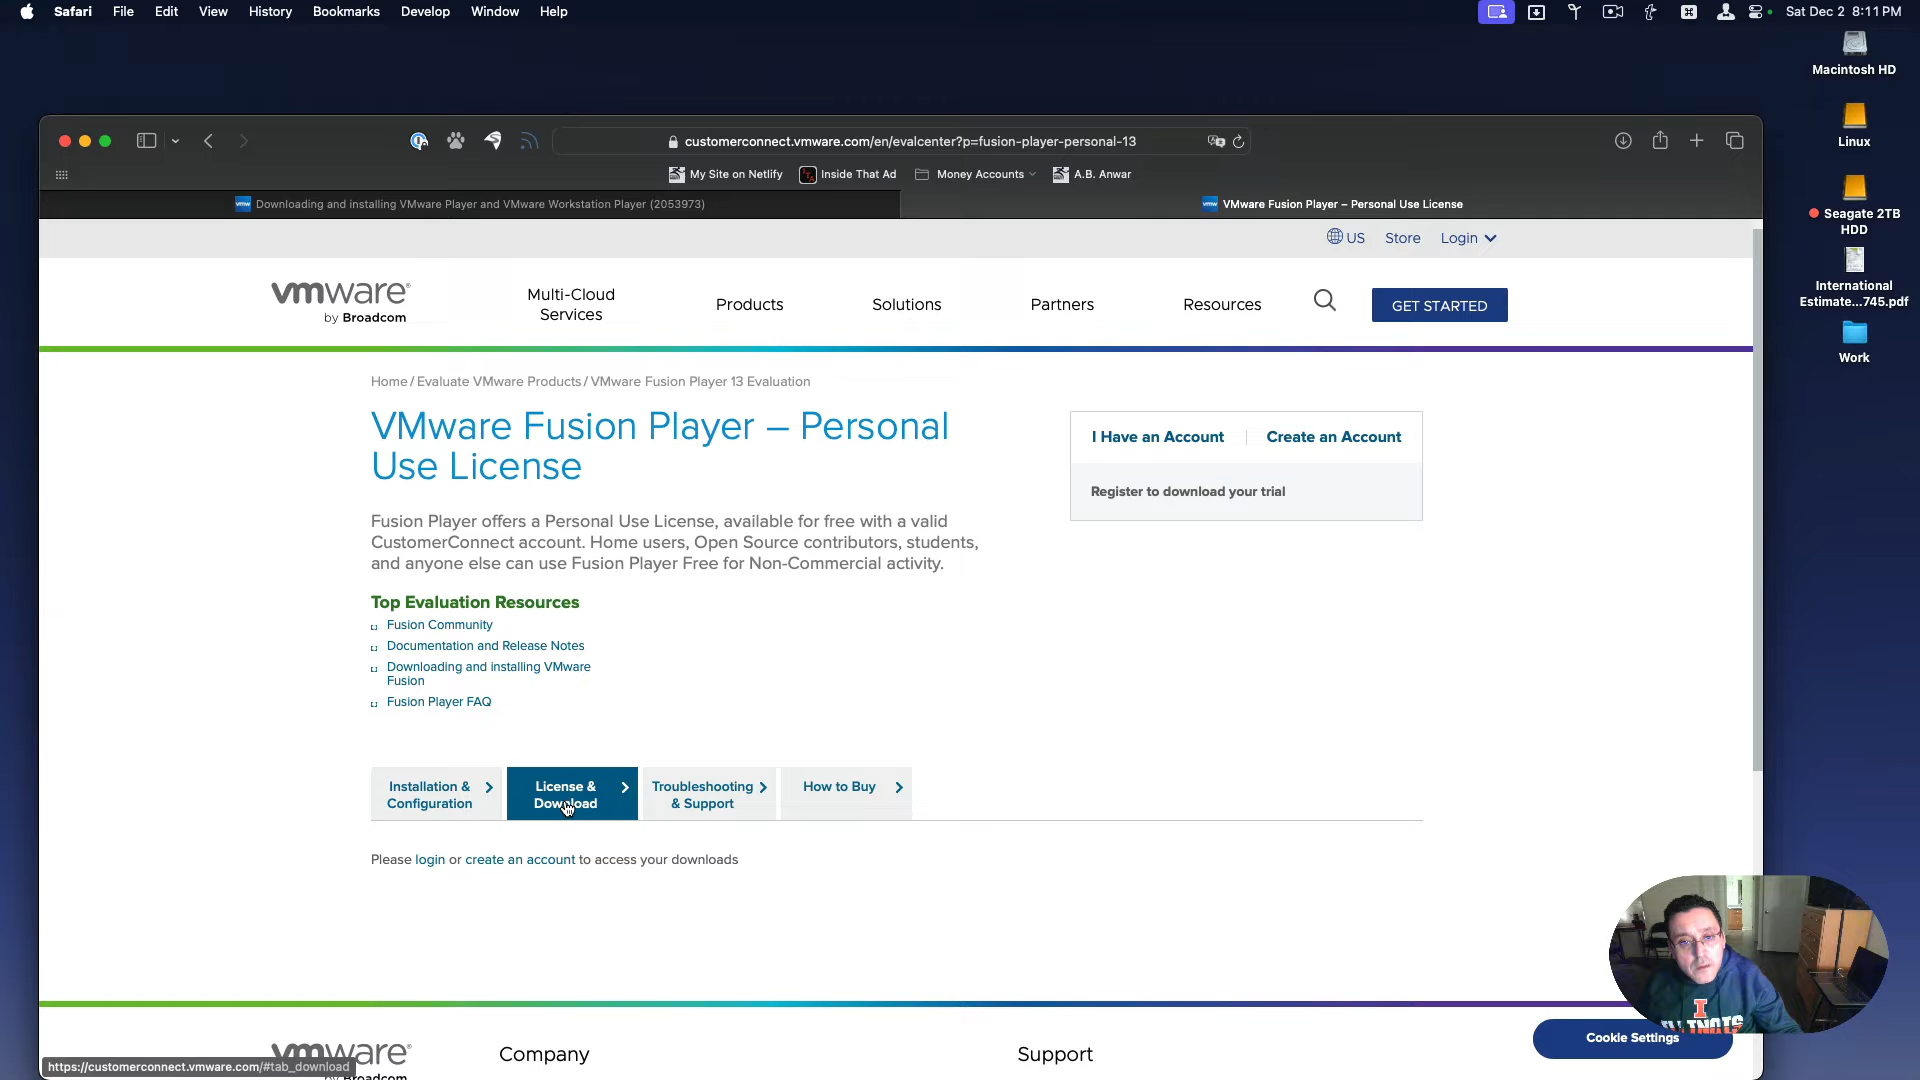 Safari File Edit View History Bookmarks Develop Window Help
Sat Dec 2 8:11 PM
Macintosh HD
Linux
Seagate 2TB
HDD
International
Estimate...745.pdf
Work
customerconnect.vmware.com/en/evalcenter?p=fusion-player-personal-13
My Site on Netlify Inside That Ad Money Accounts A.B. Anwar
vmw Downloading and installing VMware Player and VMware Workstation Player (2053973)
vmw VMware Fusion Player – Personal Use License
US Store Login
vmware®
by Broadcom
Multi-Cloud
Services
Products
Solutions
Partners
Resources
GET STARTED
Home / Evaluate VMware Products / VMware Fusion Player 13 Evaluation
VMware Fusion Player – Personal
Use License
I Have an Account Create an Account
Register to download your trial
Fusion Player offers a Personal Use License, available for free with a valid
CustomerConnect account. Home users, Open Source contributors, students,
and anyone else can use Fusion Player Free for Non-Commercial activity.
Top Evaluation Resources
Fusion Community
Documentation and Release Notes
Downloading and installing VMware
Fusion
Fusion Player FAQ
Installation &
Configuration
License &
Download
Troubleshooting
& Support
How to Buy
Please login or create an account to access your downloads
ILLINOIS
Cookie Settings
vmware®
by Broadcom
Company
Support
https://customerconnect.vmware.com/#tab_download